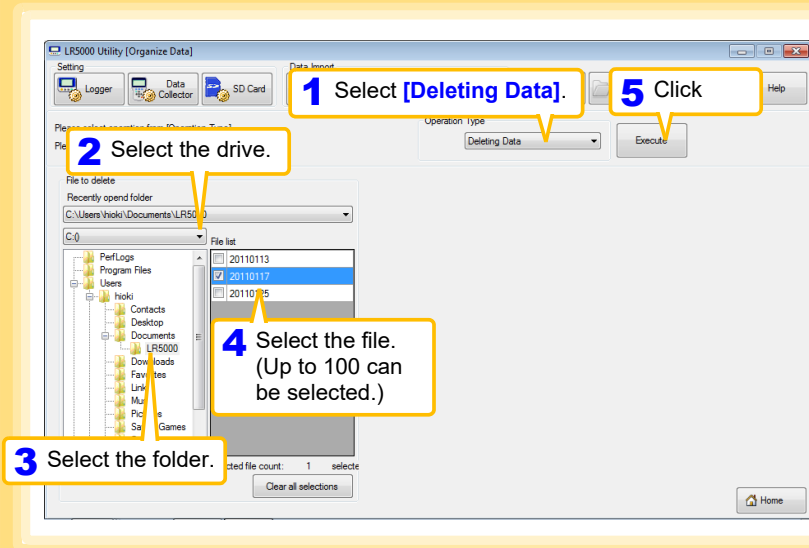 LR5000 Utility [Organize Data]
Setting
Data Import
Logger
Data Collector
SD Card
1 Select [Deleting Data].
5 Click
Help
Operation Type
Deleting Data
Execute
2 Select the drive.
File to delete
Recently opend folder
C:\Users\hioki\Documents\LR5000
C:()
File list
PerfLogs
Program Files
Users
hioki
Contacts
Desktop
Documents
LR5000
Downloads
Favorites
20110113
20110117
20110125
4 Select the file.
(Up to 100 can
be selected.)
3 Select the folder.
file count: 1
Clear all selections
Home